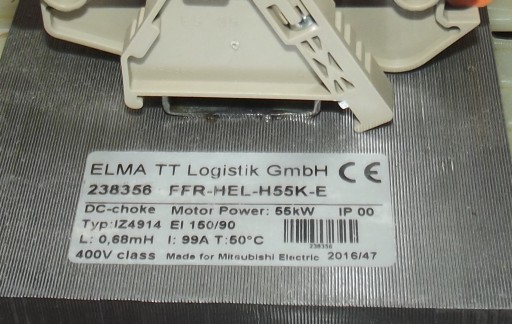 ELMA TT Logistik GmbH CE
238356 FFR-HEL-H55K-E
DC-choke Motor Power: 55kW IP 00
Typ:IZ4914 EI 150/90
L: 0,68mH I: 99A T:50°C
238356
400V class Made for Mitsubishi Electric 2016/47